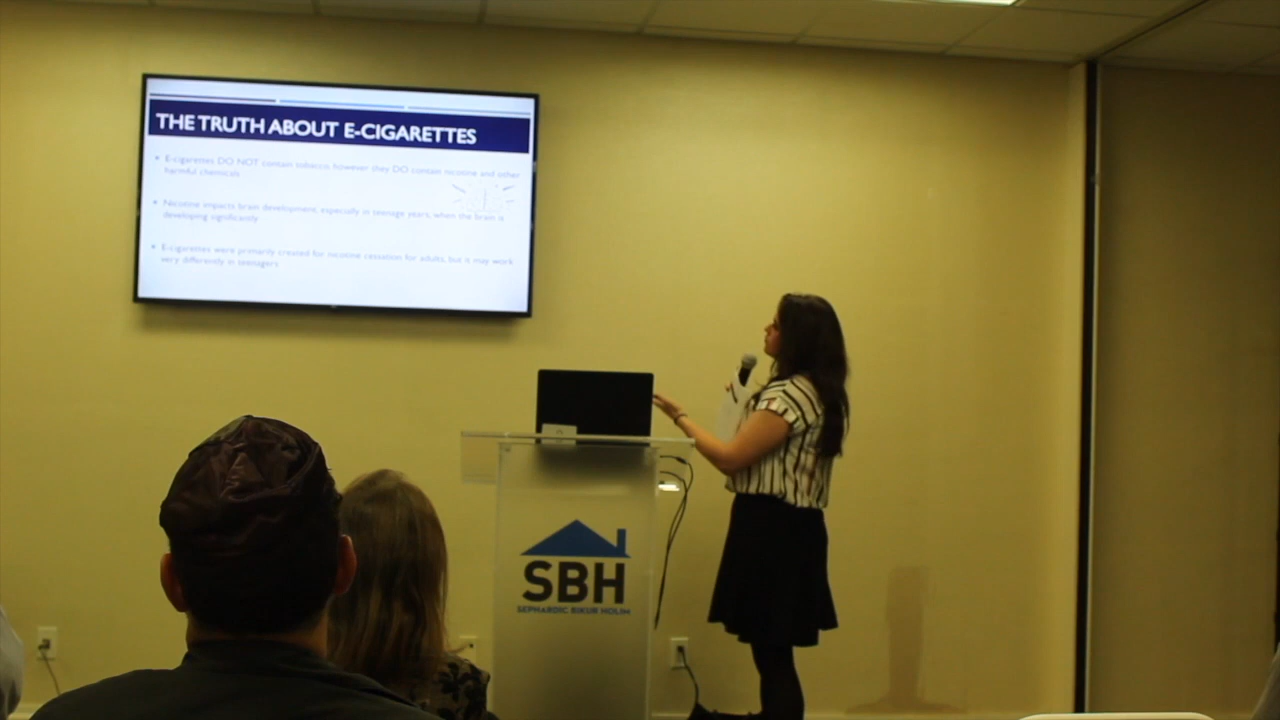 THE TRUTH ABOUT E-CIGARETTES
E-cigarettes DO NOT contain tobacco, however they DO contain nicotine and other
harmful chemicals
Nicotine impacts brain development, especially in teenage years, when the brain is
developing significantly
E-cigarettes were primarily created for nicotine cessation for adults, but it may work
very differently in teenagers
SBH
SEPHARDIC BIKUR HOLIM